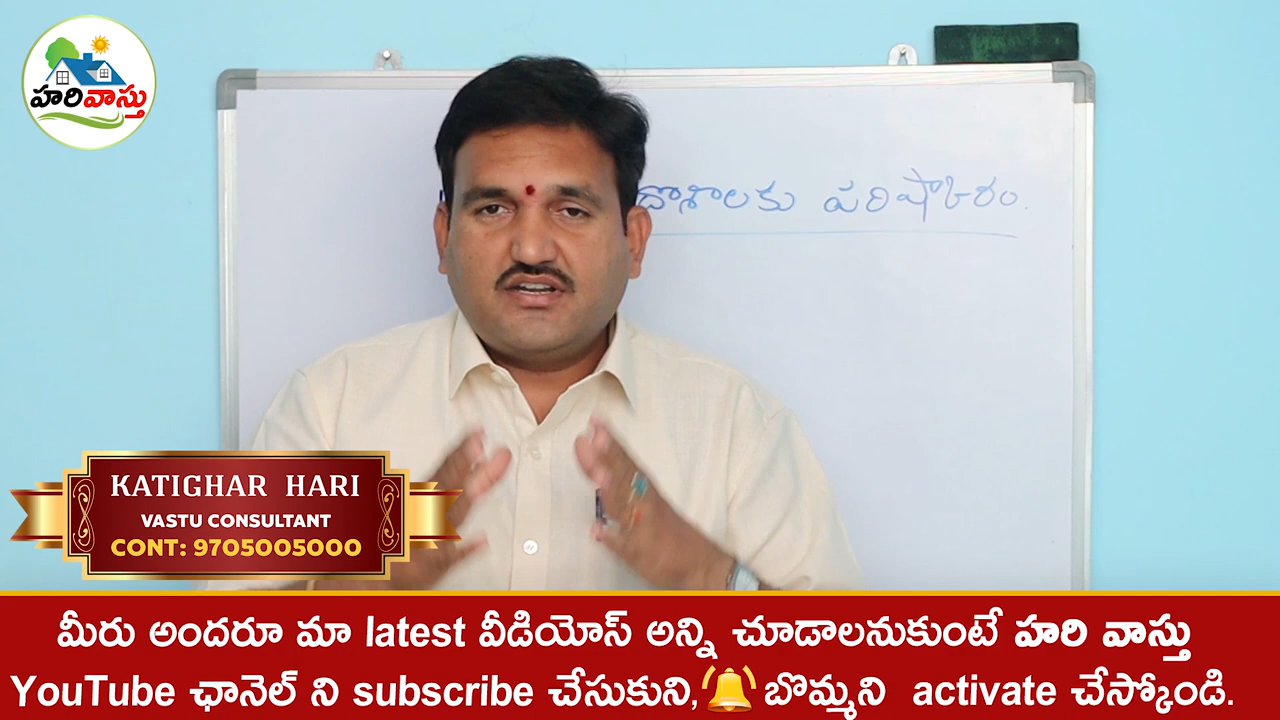 హరివాస్తు
దోశాలకు పరిష్కారం.
KATIGHAR HARI
VASTU CONSULTANT
CONT: 9705005000
మీరు అందరూ మా latest వీడియోస్ అన్ని చూడాలనుకుంటే హరి వాస్తు
YouTube ఛానెల్ ని subscribe చేసుకుని, బొమ్మని activate చేస్కోండి.